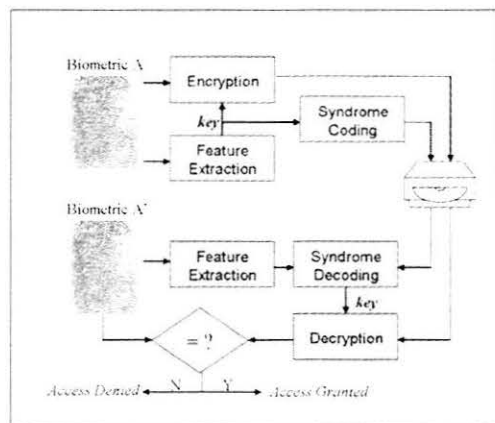 Biometric A
Encryption
key
Syndrome
Coding
Feature
Extraction
Biometric A'
Feature
Extraction
Syndrome
Decoding
key
= ?
Decryption
N
Y
Access Denied
Access Granted